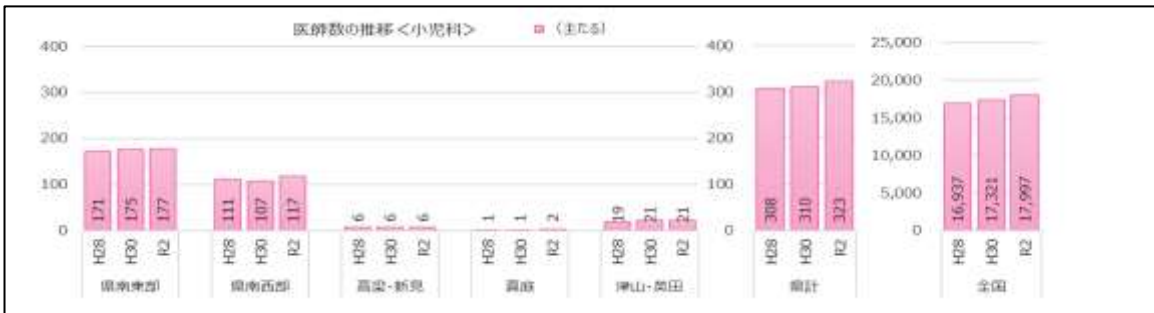 医師数の推移<小児科> (主たる)
400 400 25,000
300 300 20,000
200 200 15,000
100 100 10,000
0 0 5,000
0
171 175 177 111 107 117 6 6 6 1 1 2 19 21 21 308 310 323 16,937 17,321 17,997
H28 H30 R2 H28 H30 R2 H28 H30 R2 H28 H30 R2 H28 H30 R2 H28 H30 R2 H28 H30 R2
県南東部 県南西部 高梁・新見 真庭 津山・英田 県計 全国